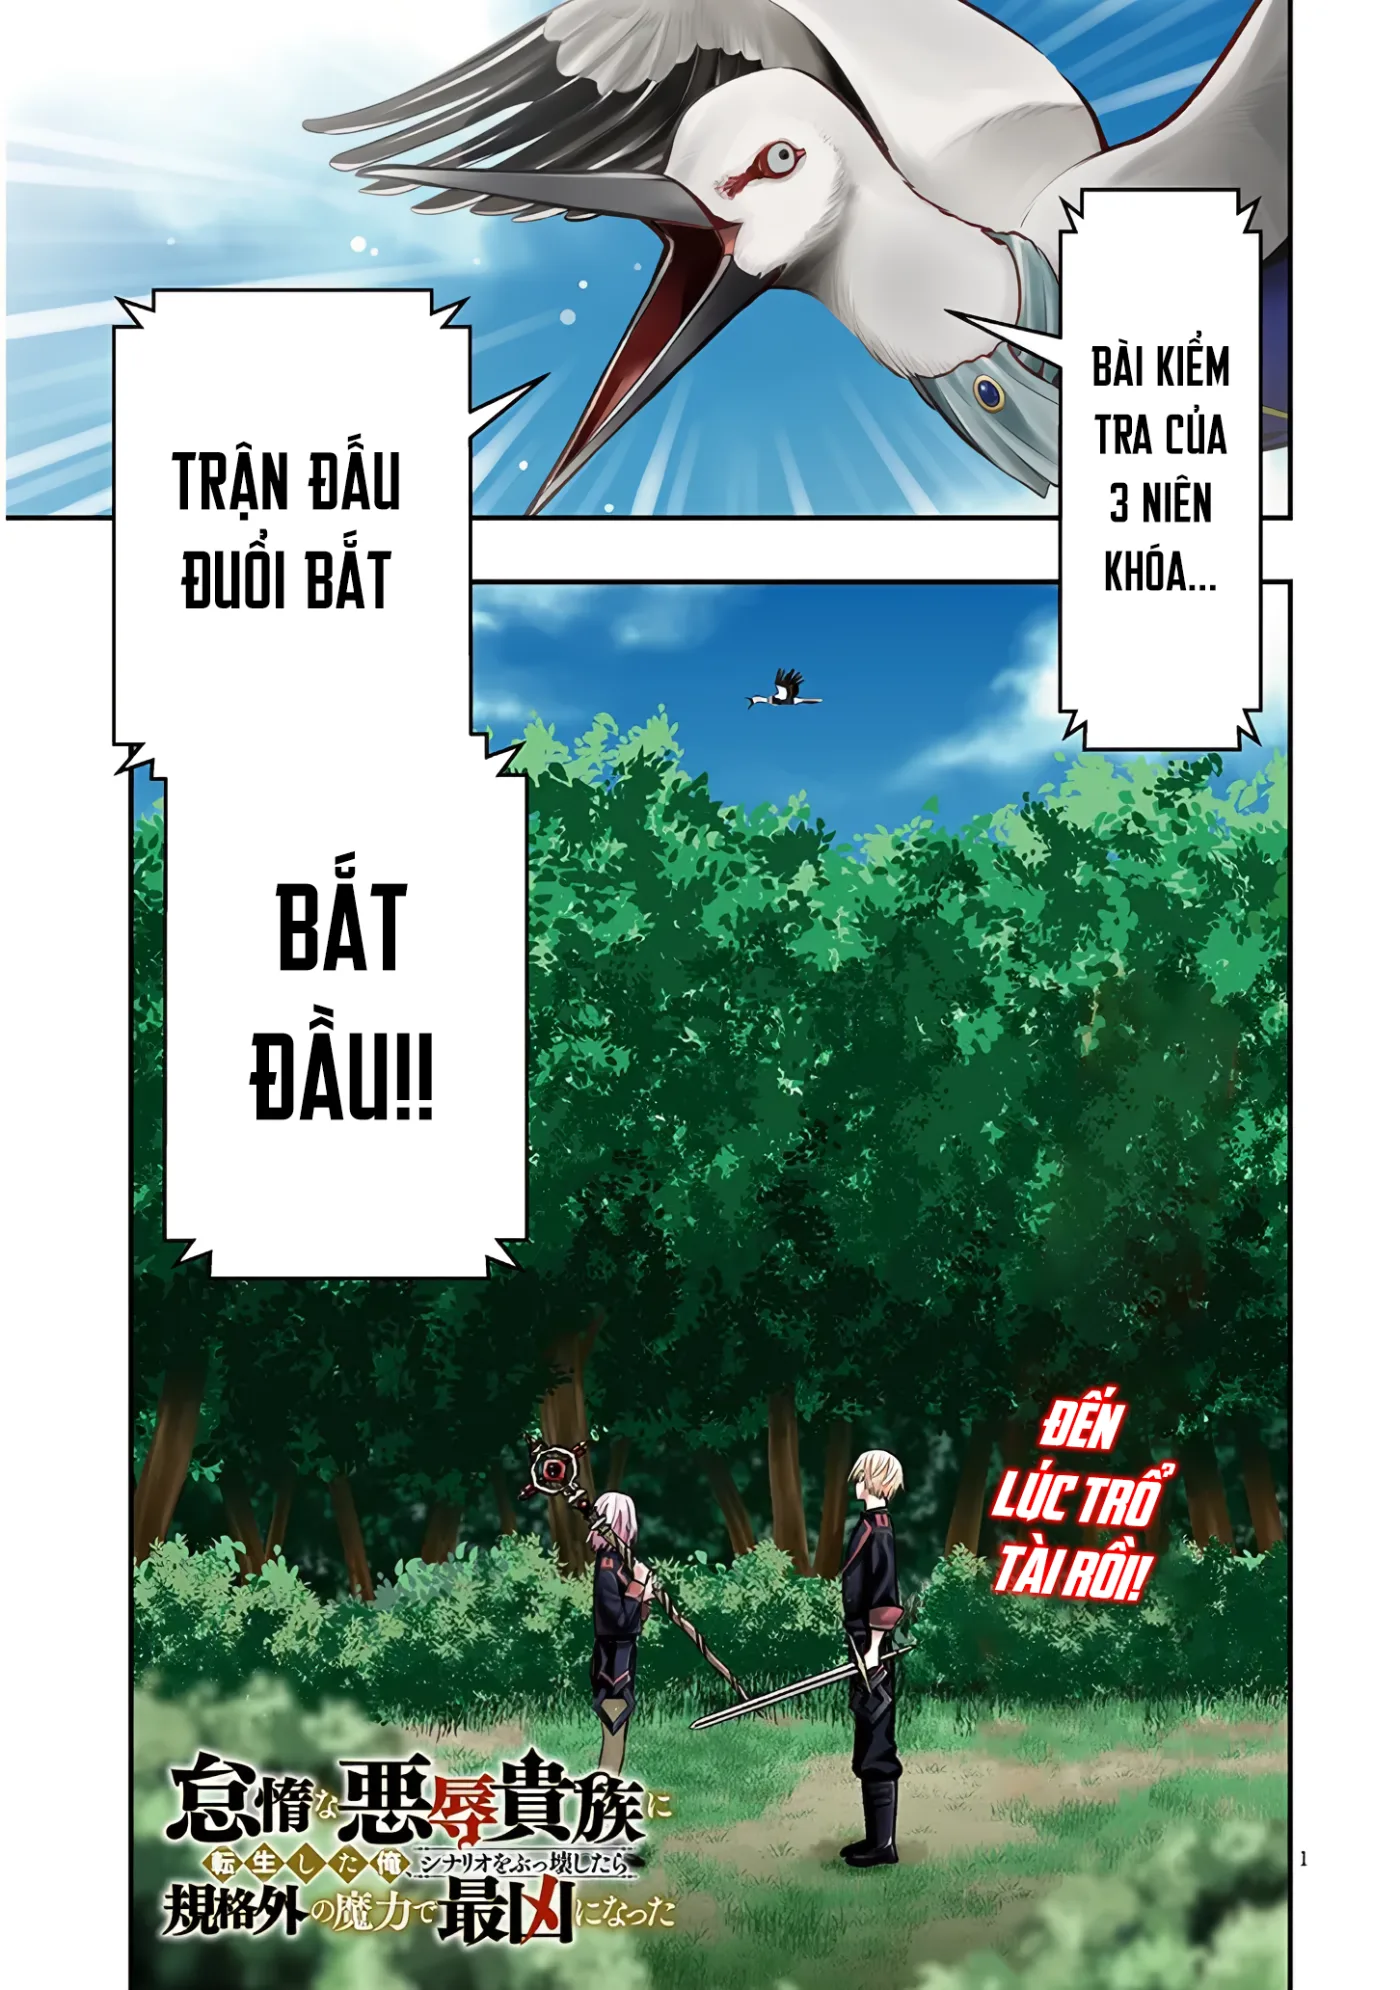 BÀI KIỂM
TRA CỦA
3 NIÊN
KHÓA...
TRẬN ĐẤU
ĐUỔI BẮT
BẮT
ĐẦU!!
ĐẾN
LÚC TRỔ
TÀI RỒI!
怠惰な悪辱貴族に
転生した俺、シナリオをぶっ壊したら
規格外の魔力で最凶になった
1